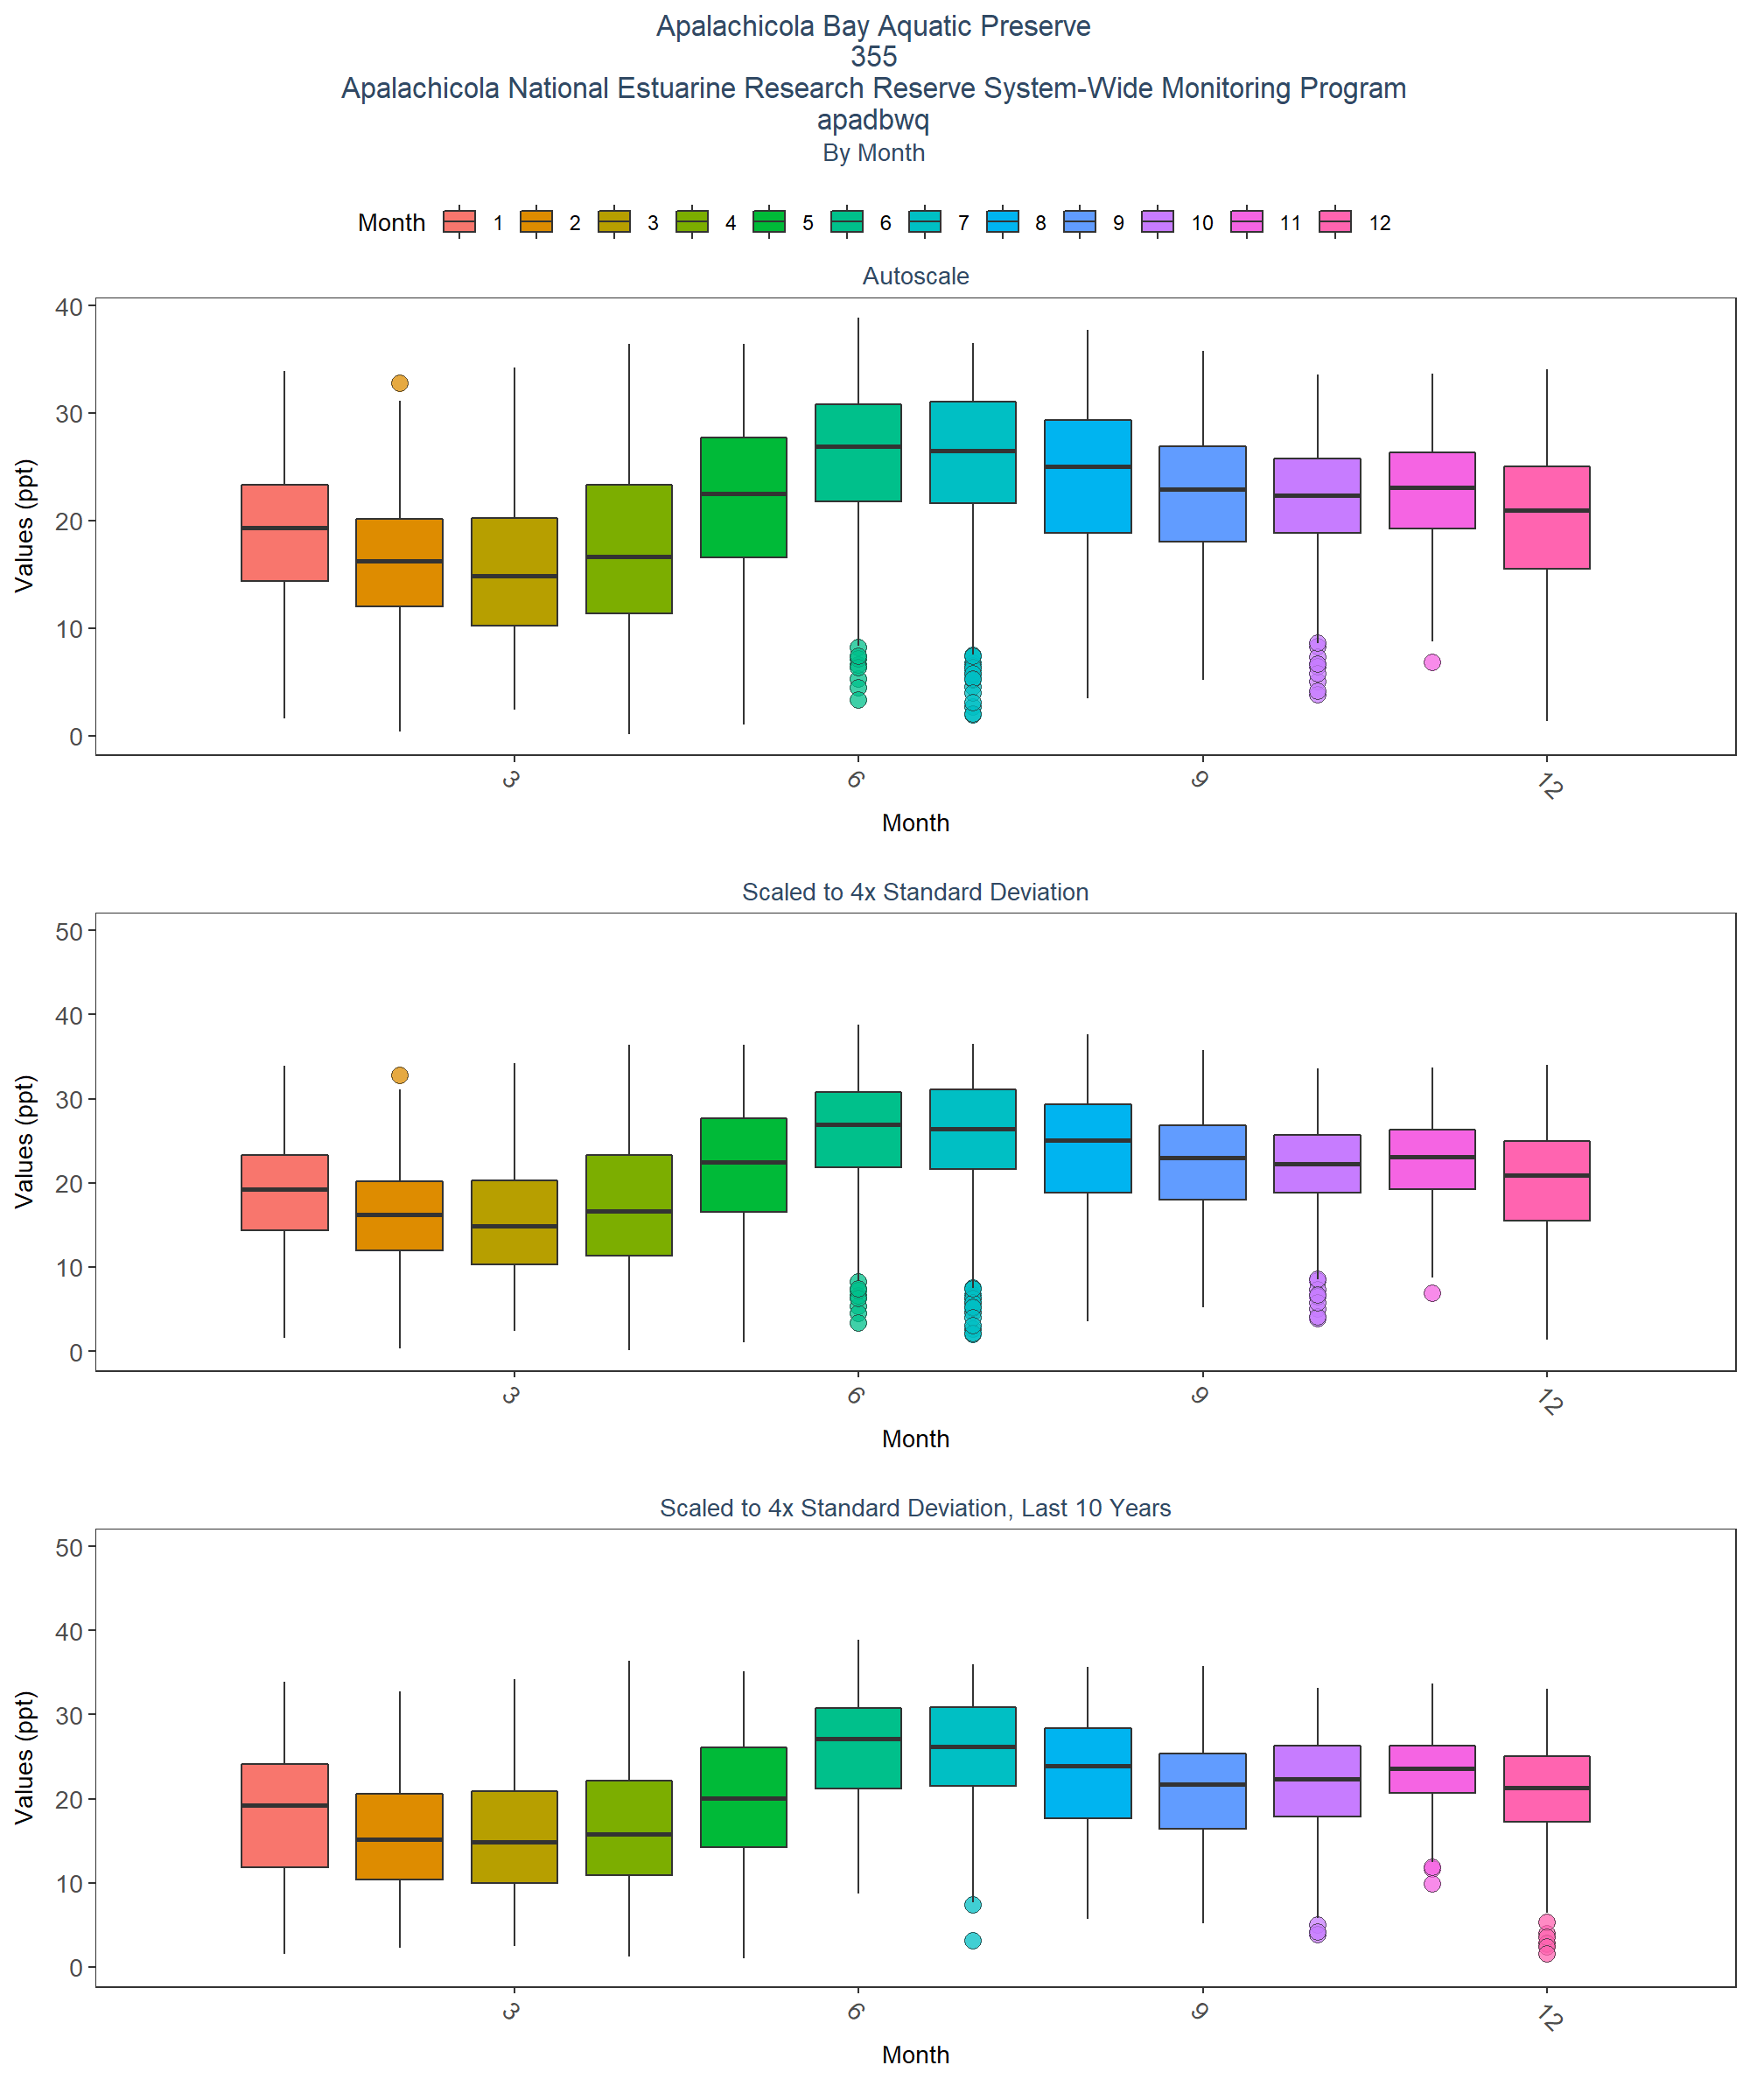 Apalachicola Bay Aquatic Preserve
355
Apalachicola National Estuarine Research Reserve System-Wide Monitoring Program
apadbwq
By Month
Month 1 2 3 4 5 6 7 8 9 10 11 12
Autoscale
40
30
20
10
0
Values (ppt)
3 6 9 12
Month
Scaled to 4x Standard Deviation
50
40
30
20
10
0
Values (ppt)
3 6 9 12
Month
Scaled to 4x Standard Deviation, Last 10 Years
50
40
30
20
10
0
Values (ppt)
3 6 9 12
Month